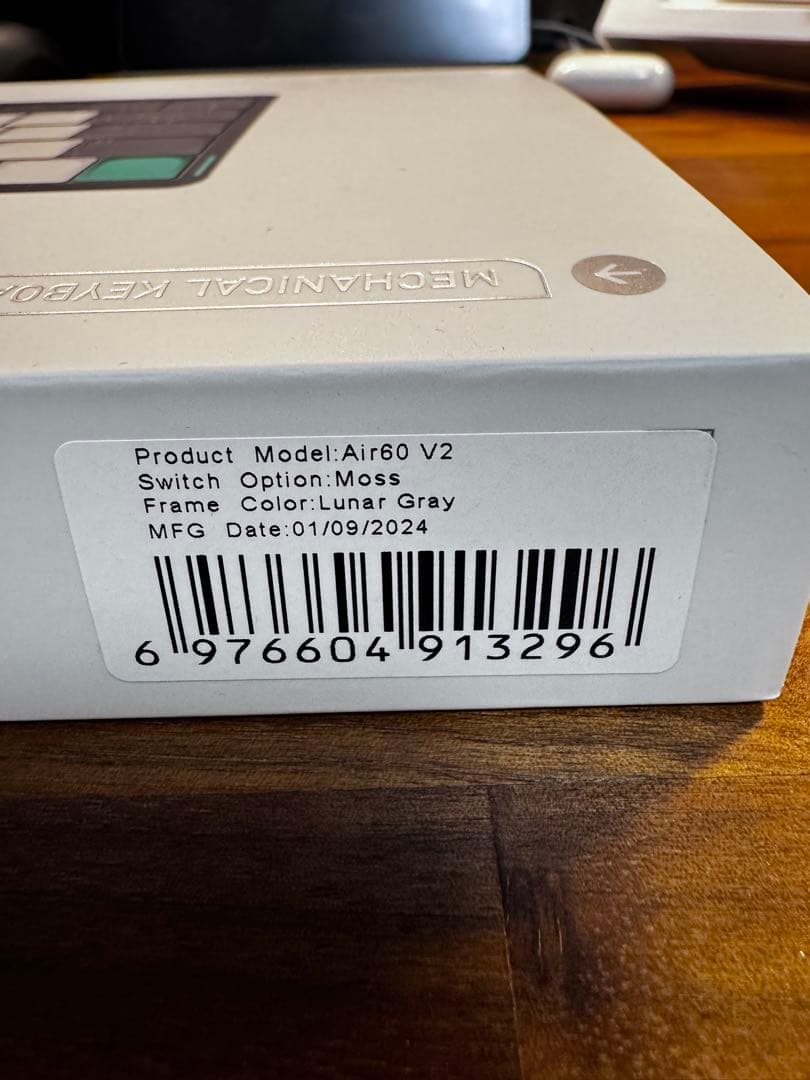 MECHANICAL KEYBOA
Product Model:Air60 V2
Switch Option:Moss
Frame Color:Lunar Gray
MFG Date:01/09/2024
6 976604 913296